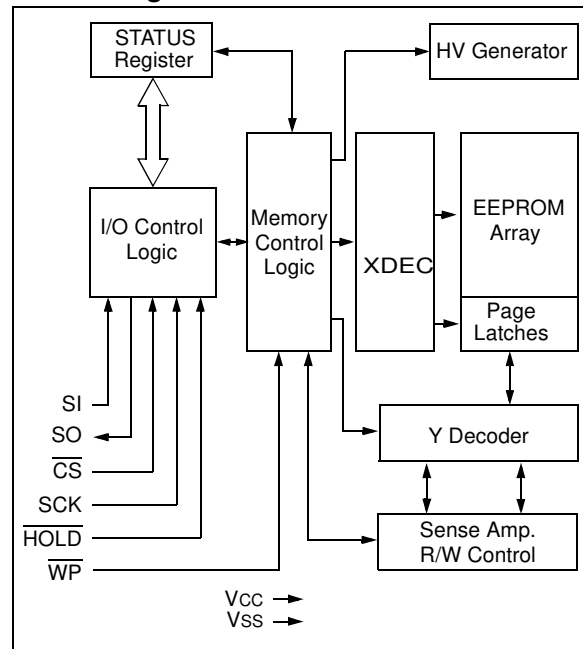 STATUS
Register
HV Generator
I/O Control
Logic
Memory
Control
Logic
XDEC
EEPROM
Array
Page
Latches
SI
SO
CS
SCK
HOLD
WP
Y Decoder
Sense Amp.
R/W Control
VCC
VSS